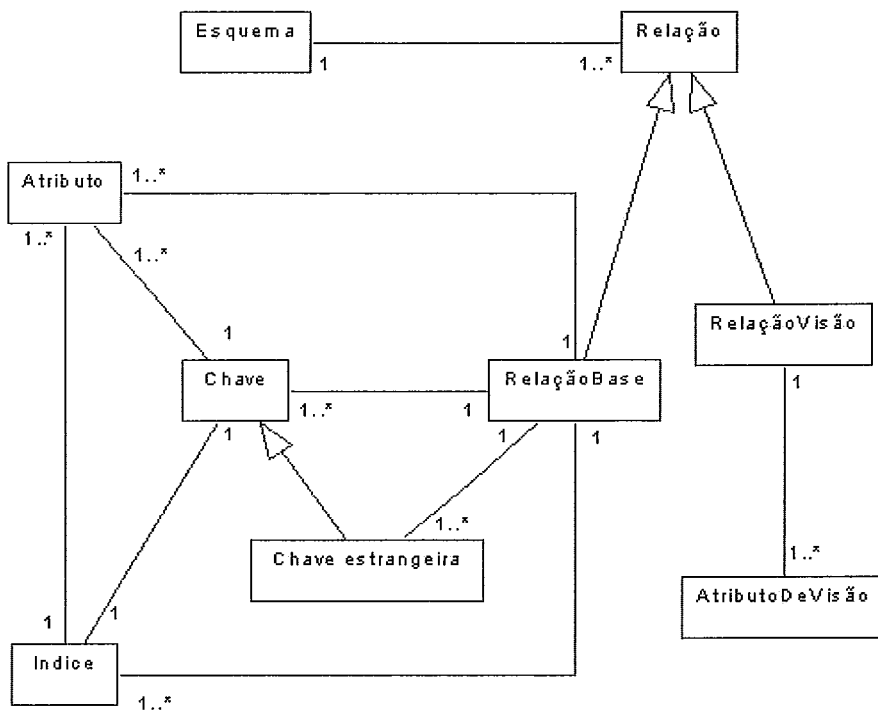 Esquema
Relação
1
1..*
Atributo
1..*
1..*
1..*
RelaçãoVisão
1
1
1
Chave
RelaçãoBase
1..*
1
1
1
1
1..*
Chave estrangeira
1..*
AtributoDeVisão
1
1
Indice
1..*